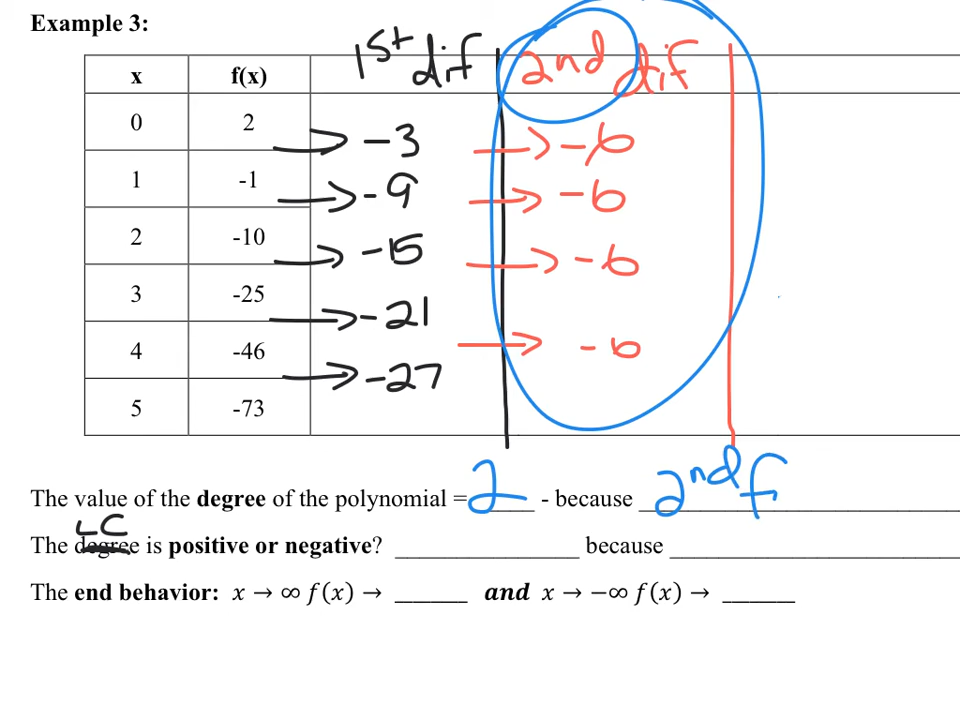 Example 3:
x f(x) 1st dif 2nd dif
0 2
-3 -6
1 -1
-9 -6
2 -10
-15 -6
3 -25
-21
4 -46 -6
-27
5 -73
The value of the degree of the polynomial = 2 - because 2nd f
LC
The degree is positive or negative? because
The end behavior: x → ∞ f(x) → and x → −∞ f(x) →